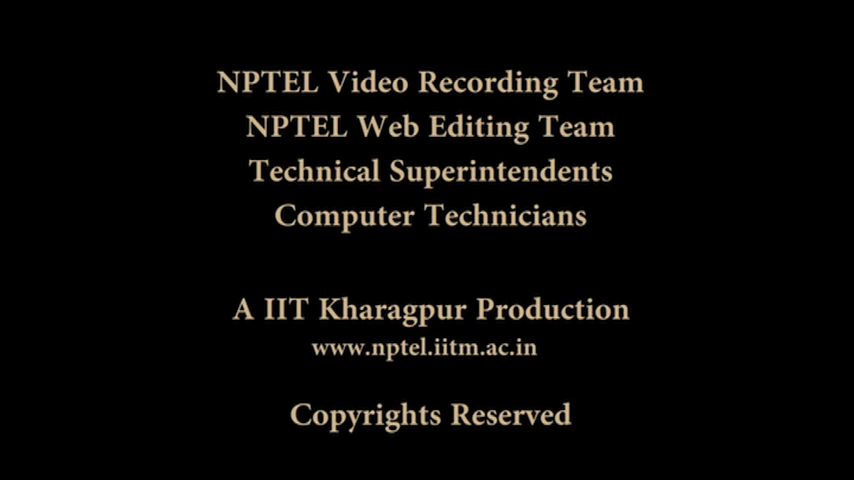 NPTEL Video Recording Team
NPTEL Web Editing Team
Technical Superintendents
Computer Technicians
A IIT Kharagpur Production
www.nptel.iitm.ac.in
Copyrights Reserved